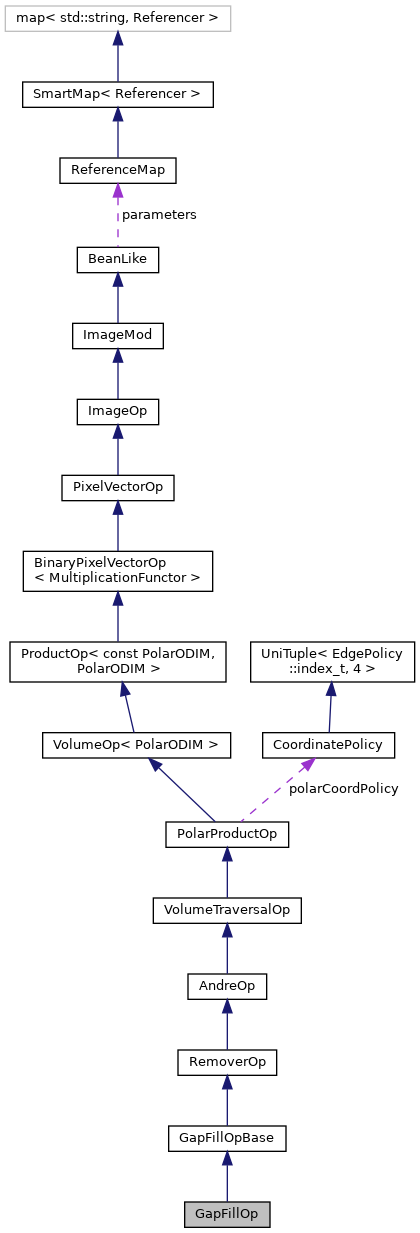 map< std::string, Referencer >
SmartMap< Referencer >
ReferenceMap
parameters
BeanLike
ImageMod
ImageOp
PixelVectorOp
BinaryPixelVectorOp
< MultiplicationFunctor >
ProductOp< const PolarODIM,
PolarODIM >
UniTuple< EdgePolicy
::index_t, 4 >
VolumeOp< PolarODIM >
CoordinatePolicy
polarCoordPolicy
PolarProductOp
VolumeTraversalOp
AndreOp
RemoverOp
GapFillOpBase
GapFillOp